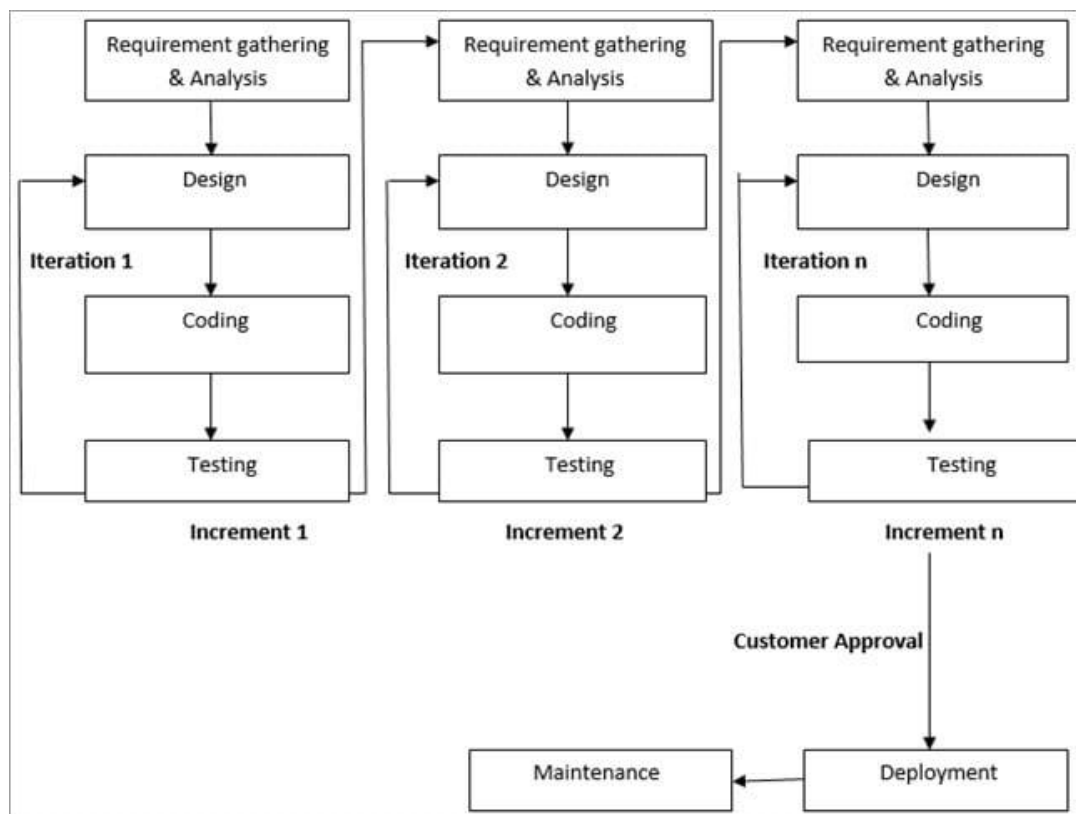 Requirement gathering
& Analysis
Requirement gathering
& Analysis
Requirement gathering
& Analysis
Design
Design
Design
Iteration 1
Iteration 2
Iteration n
Coding
Coding
Coding
Testing
Testing
Testing
Increment 1
Increment 2
Increment n
Customer Approval
Maintenance
Deployment